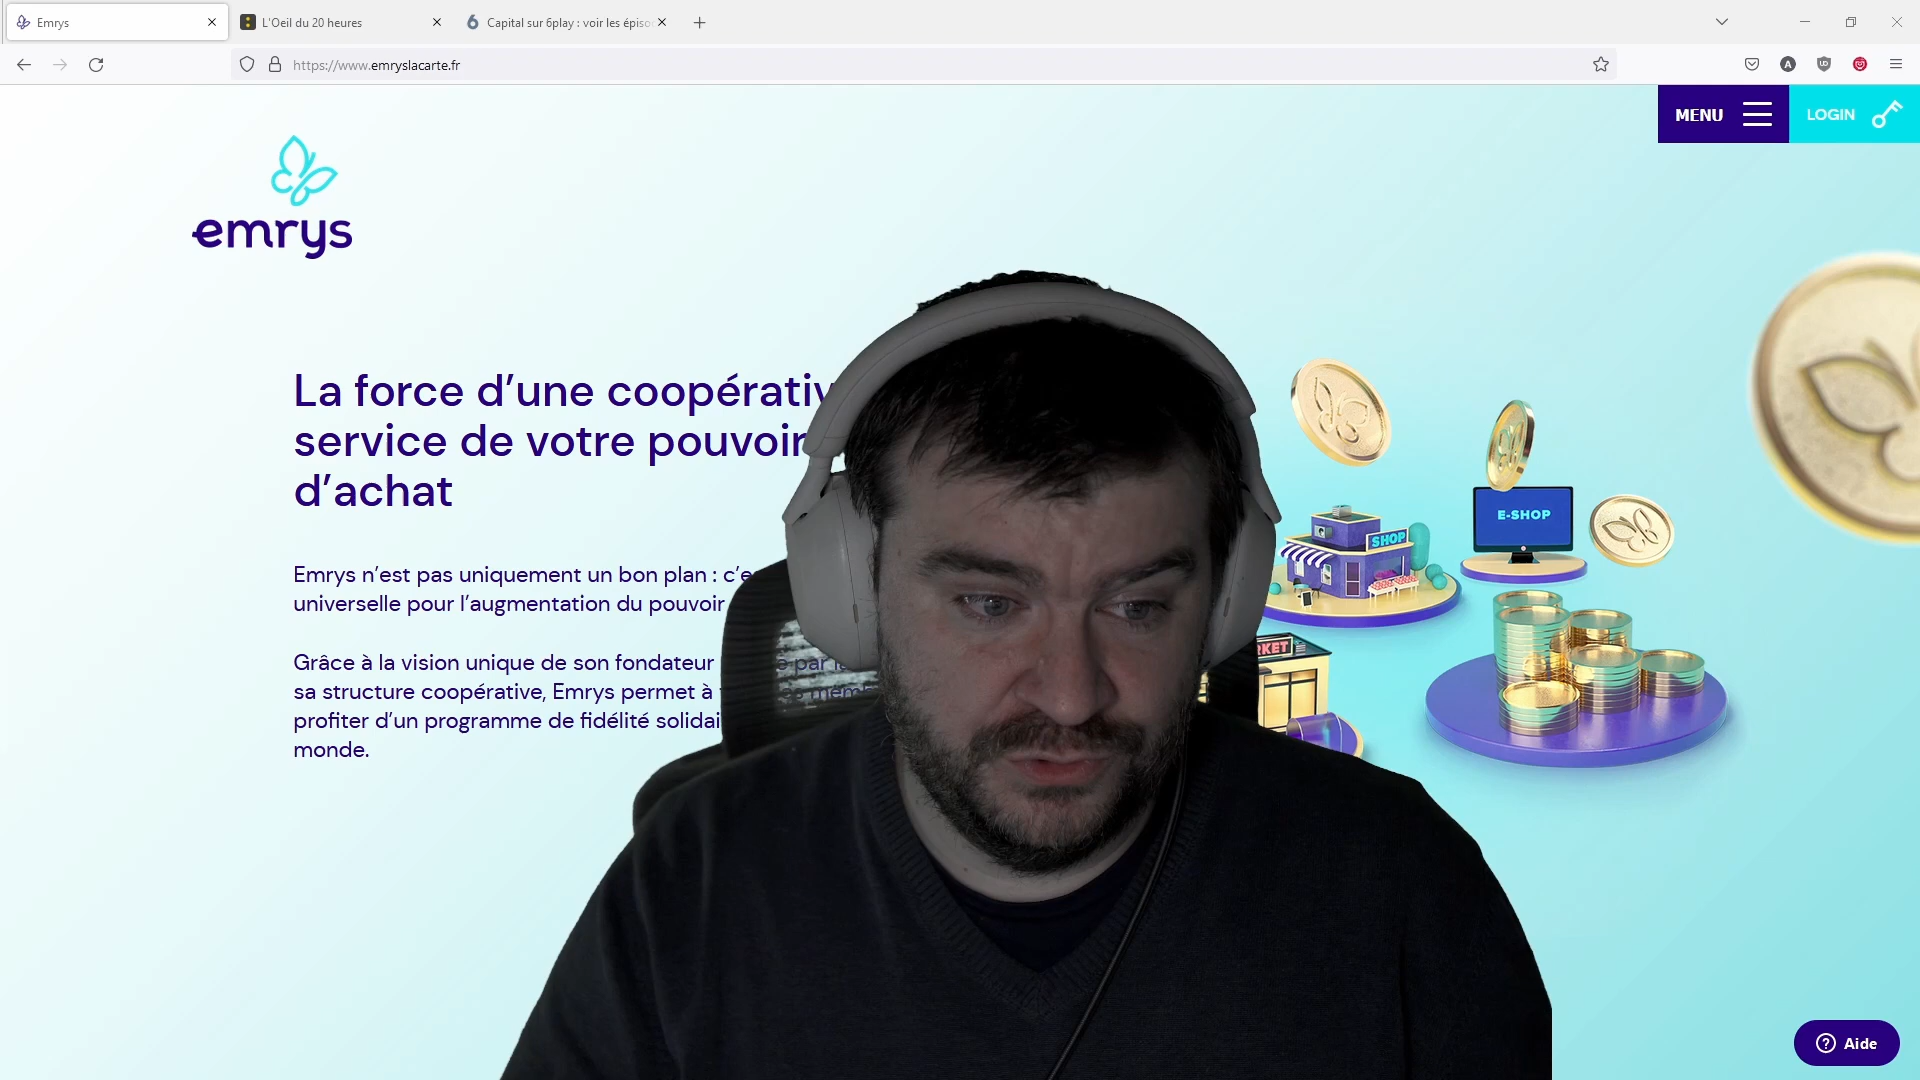 Emrys
L'Oeil du 20 heures
Capital sur 6play : voir les épiso
https://www.emryslacarte.fr
MENU
LOGIN
emrys
La force d’une coopérativ
service de votre pouvoir
d’achat
Emrys n’est pas uniquement un bon plan : c’e
universelle pour l’augmentation du pouvoir
Grâce à la vision unique de son fondateur par la
sa structure coopérative, Emrys permet à
profiter d’un programme de fidélité solidai
monde.
E-SHOP
SHOP
RKET
Aide